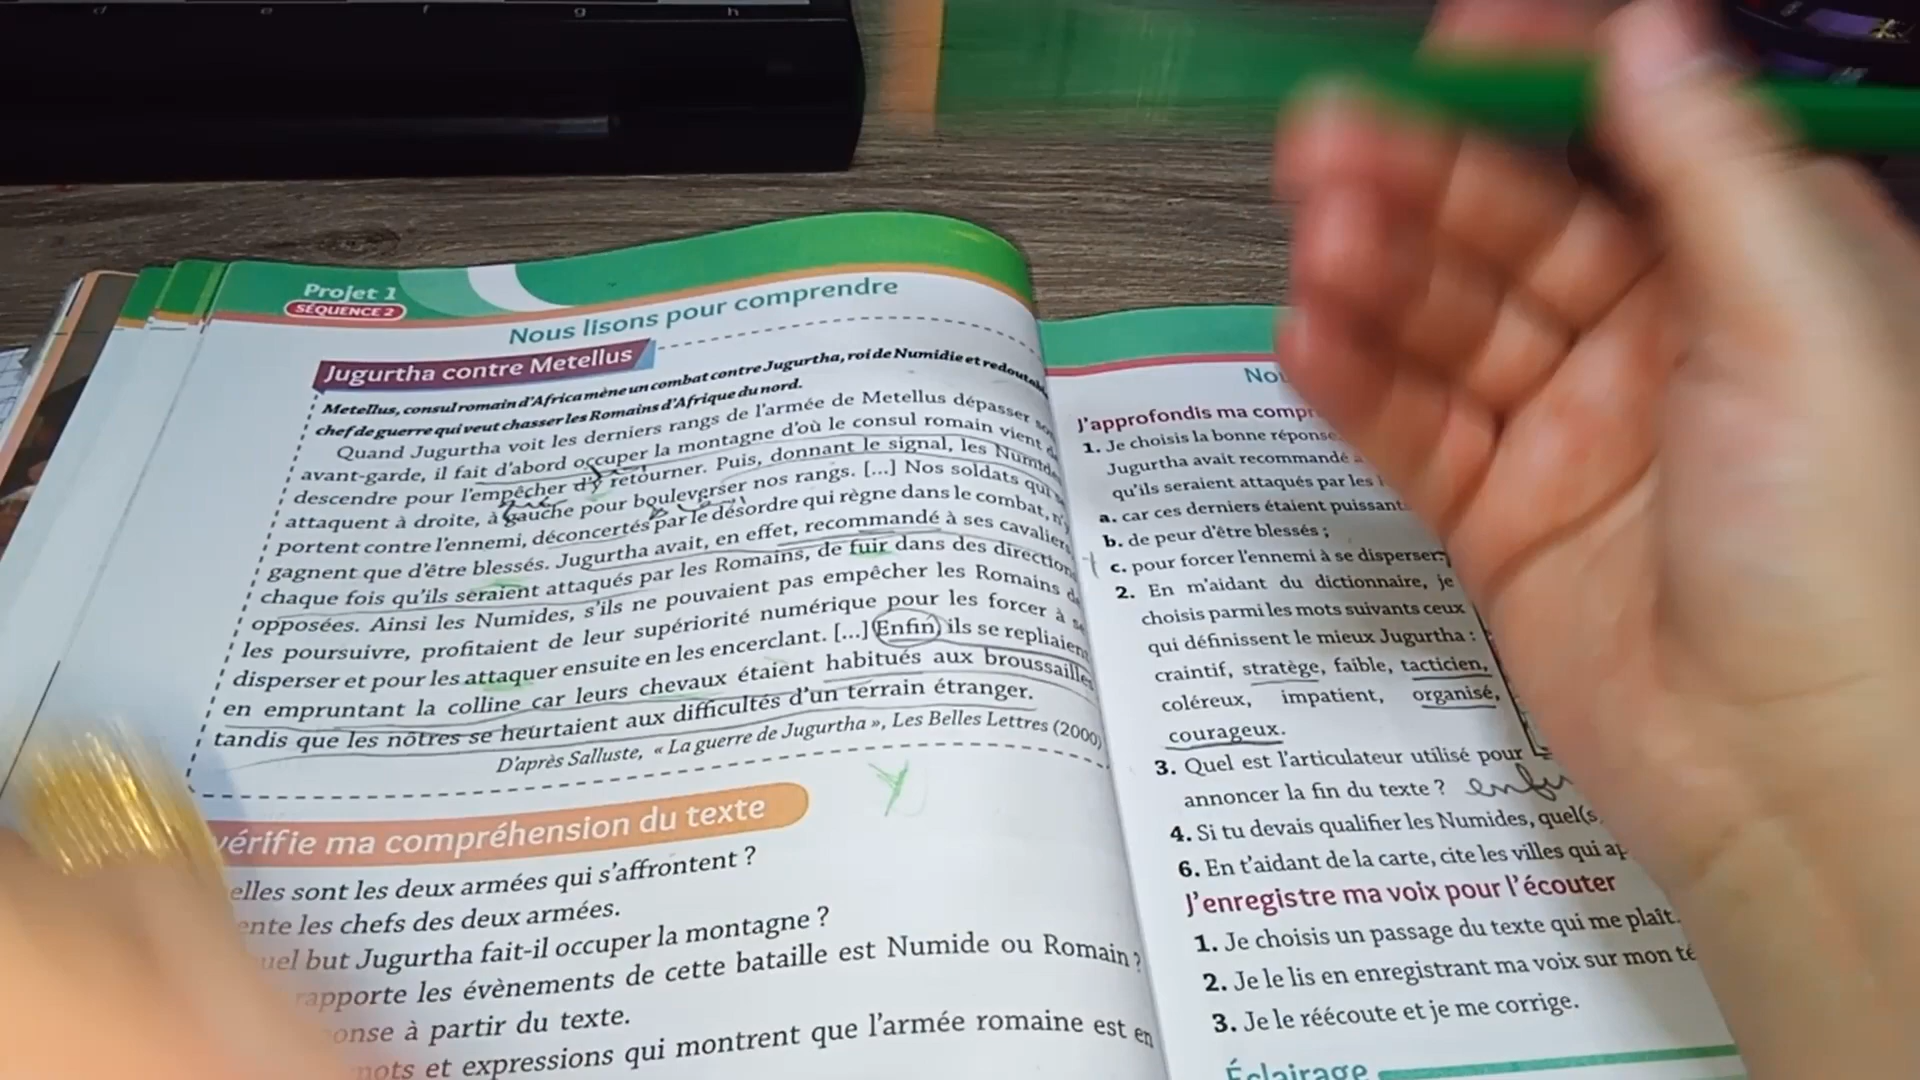 d e f g h
Projet 1
SÉQUENCE 2
Nous lisons pour comprendre
Jugurtha contre Metellus
Metellus, consul romain d'Africa mène un combat contre Jugurtha, roi de Numidie et
chef de guerre qui veut chasser les Romains d'Afrique du nord.
Quand Jugurtha voit les derniers rangs de l'armée de Metellus dépasser
avant-garde, il fait d'abord occuper la montagne d'où le consul romain vient
descendre pour l'empêcher d'y retourner. Puis, donnant le signal, les
attaquent à droite, à gauche pour bouleverser nos rangs. [...] Nos soldats qui
portent contre l'ennemi, déconcertés par le désordre qui règne dans le combat,
gagnent que d'être blessés. Jugurtha avait, en effet, recommandé à ses cavaliers
chaque fois qu'ils seraient attaqués par les Romains, de fuir dans des
opposées. Ainsi les Numides, s'ils ne pouvaient pas empêcher les Romains
les poursuivre, profitaient de leur supériorité numérique pour les forcer à
disperser et pour les attaquer ensuite en les encerclant. [...] Enfin, ils se repliaient
en empruntant la colline car leurs chevaux étaient habitués aux
tandis que les nôtres se heurtaient aux difficultés d'un terrain étranger.
D'après Salluste, « La guerre de Jugurtha », Les Belles Lettres (2000)
vérifie ma compréhension du texte
elles sont les deux armées qui s'affrontent ?
ente les chefs des deux armées.
uel but Jugurtha fait-il occuper la montagne ?
rapporte les évènements de cette bataille est Numide ou Romain ?
onse à partir du texte.
mots et expressions qui montrent que l'armée romaine est en
J'approfondis ma
1. Je choisis la bonne réponse
Jugurtha avait recommandé
qu'ils seraient attaqués par les
a. car ces derniers étaient
b. de peur d'être blessés ;
c. pour forcer l'ennemi à se disperser.
2. En m'aidant du dictionnaire, je
choisis parmi les mots suivants ceux
qui définissent le mieux Jugurtha :
craintif, stratège, faible, tacticien,
coléreux, impatient, organisé,
courageux.
3. Quel est l'articulateur utilisé pour
annoncer la fin du texte ? enfin
4. Si tu devais qualifier les Numides,
6. En t'aidant de la carte, cite les villes qui
J'enregistre ma voix pour l'écouter
1. Je choisis un passage du texte qui me plaît.
2. Je le lis en enregistrant ma voix sur mon
3. Je le réécoute et je me corrige.
Éclairage